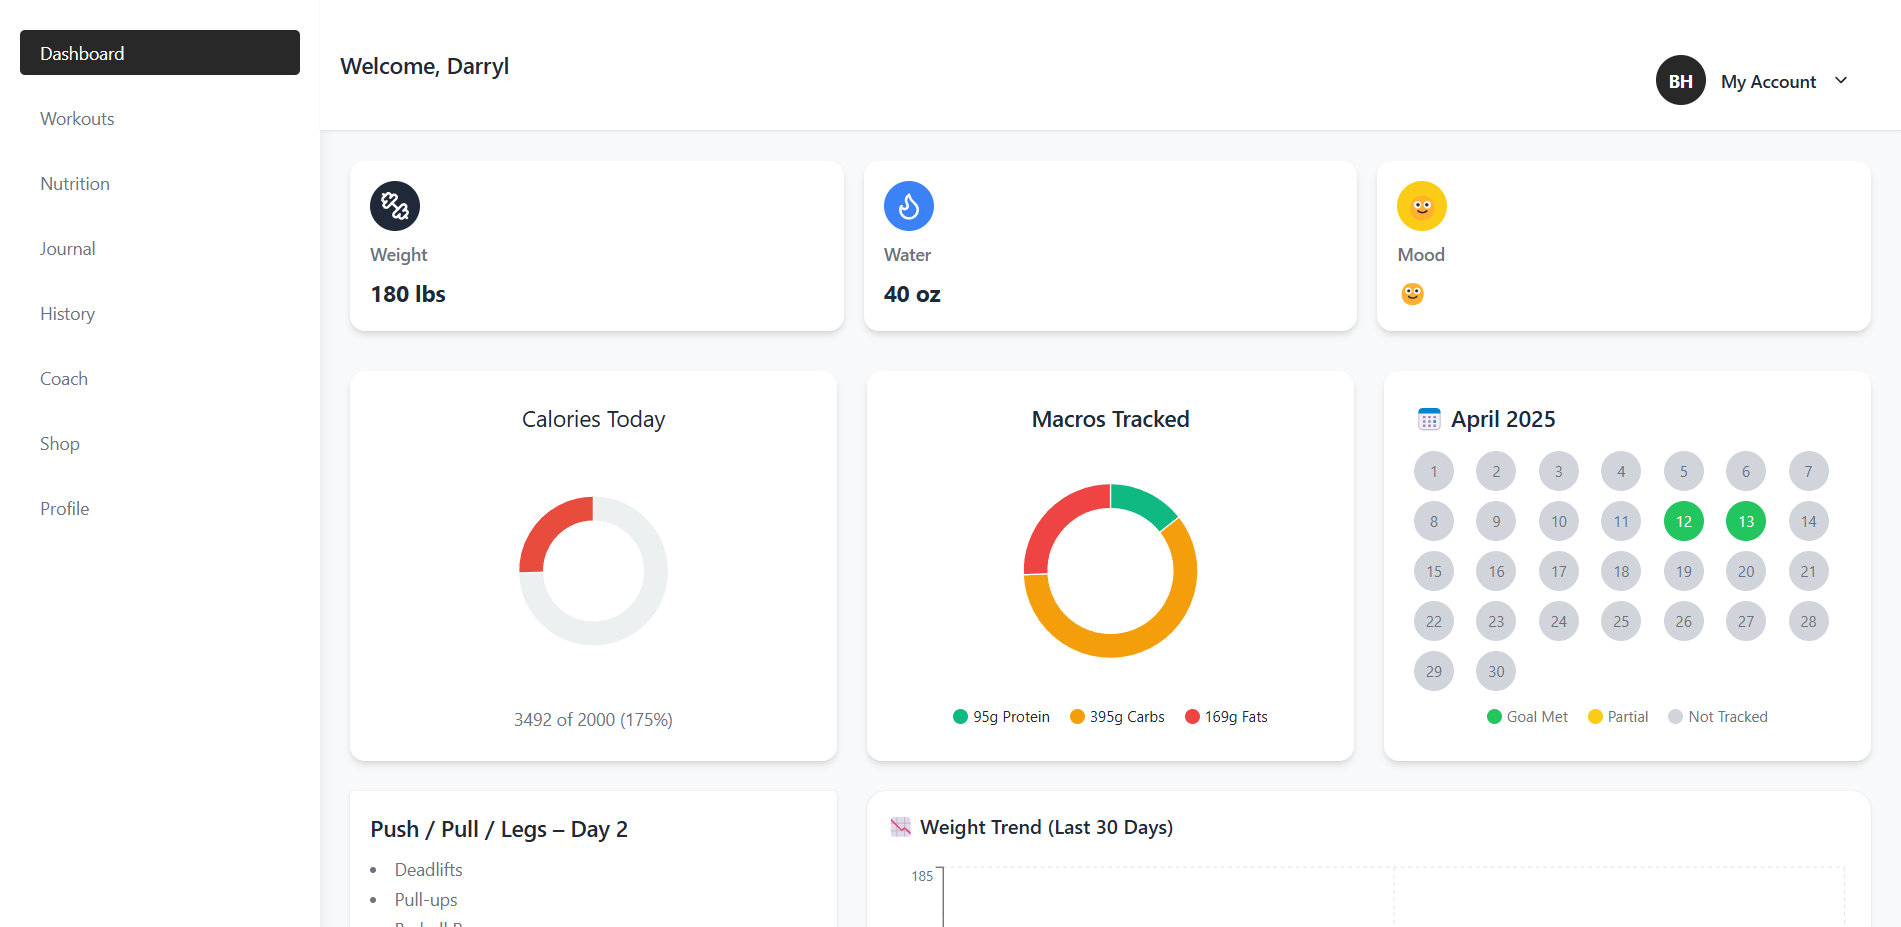 Dashboard
Workouts
Nutrition
Journal
History
Coach
Shop
Profile
Welcome, Darryl
BH My Account
Weight
180 lbs
Water
40 oz
Mood
Calories Today
3492 of 2000 (175%)
Macros Tracked
95g Protein 395g Carbs 169g Fats
April 2025
1 2 3 4 5 6 7
8 9 10 11 12 13 14
15 16 17 18 19 20 21
22 23 24 25 26 27 28
29 30
Goal Met Partial Not Tracked
Push / Pull / Legs – Day 2
• Deadlifts
• Pull-ups
Weight Trend (Last 30 Days)
185